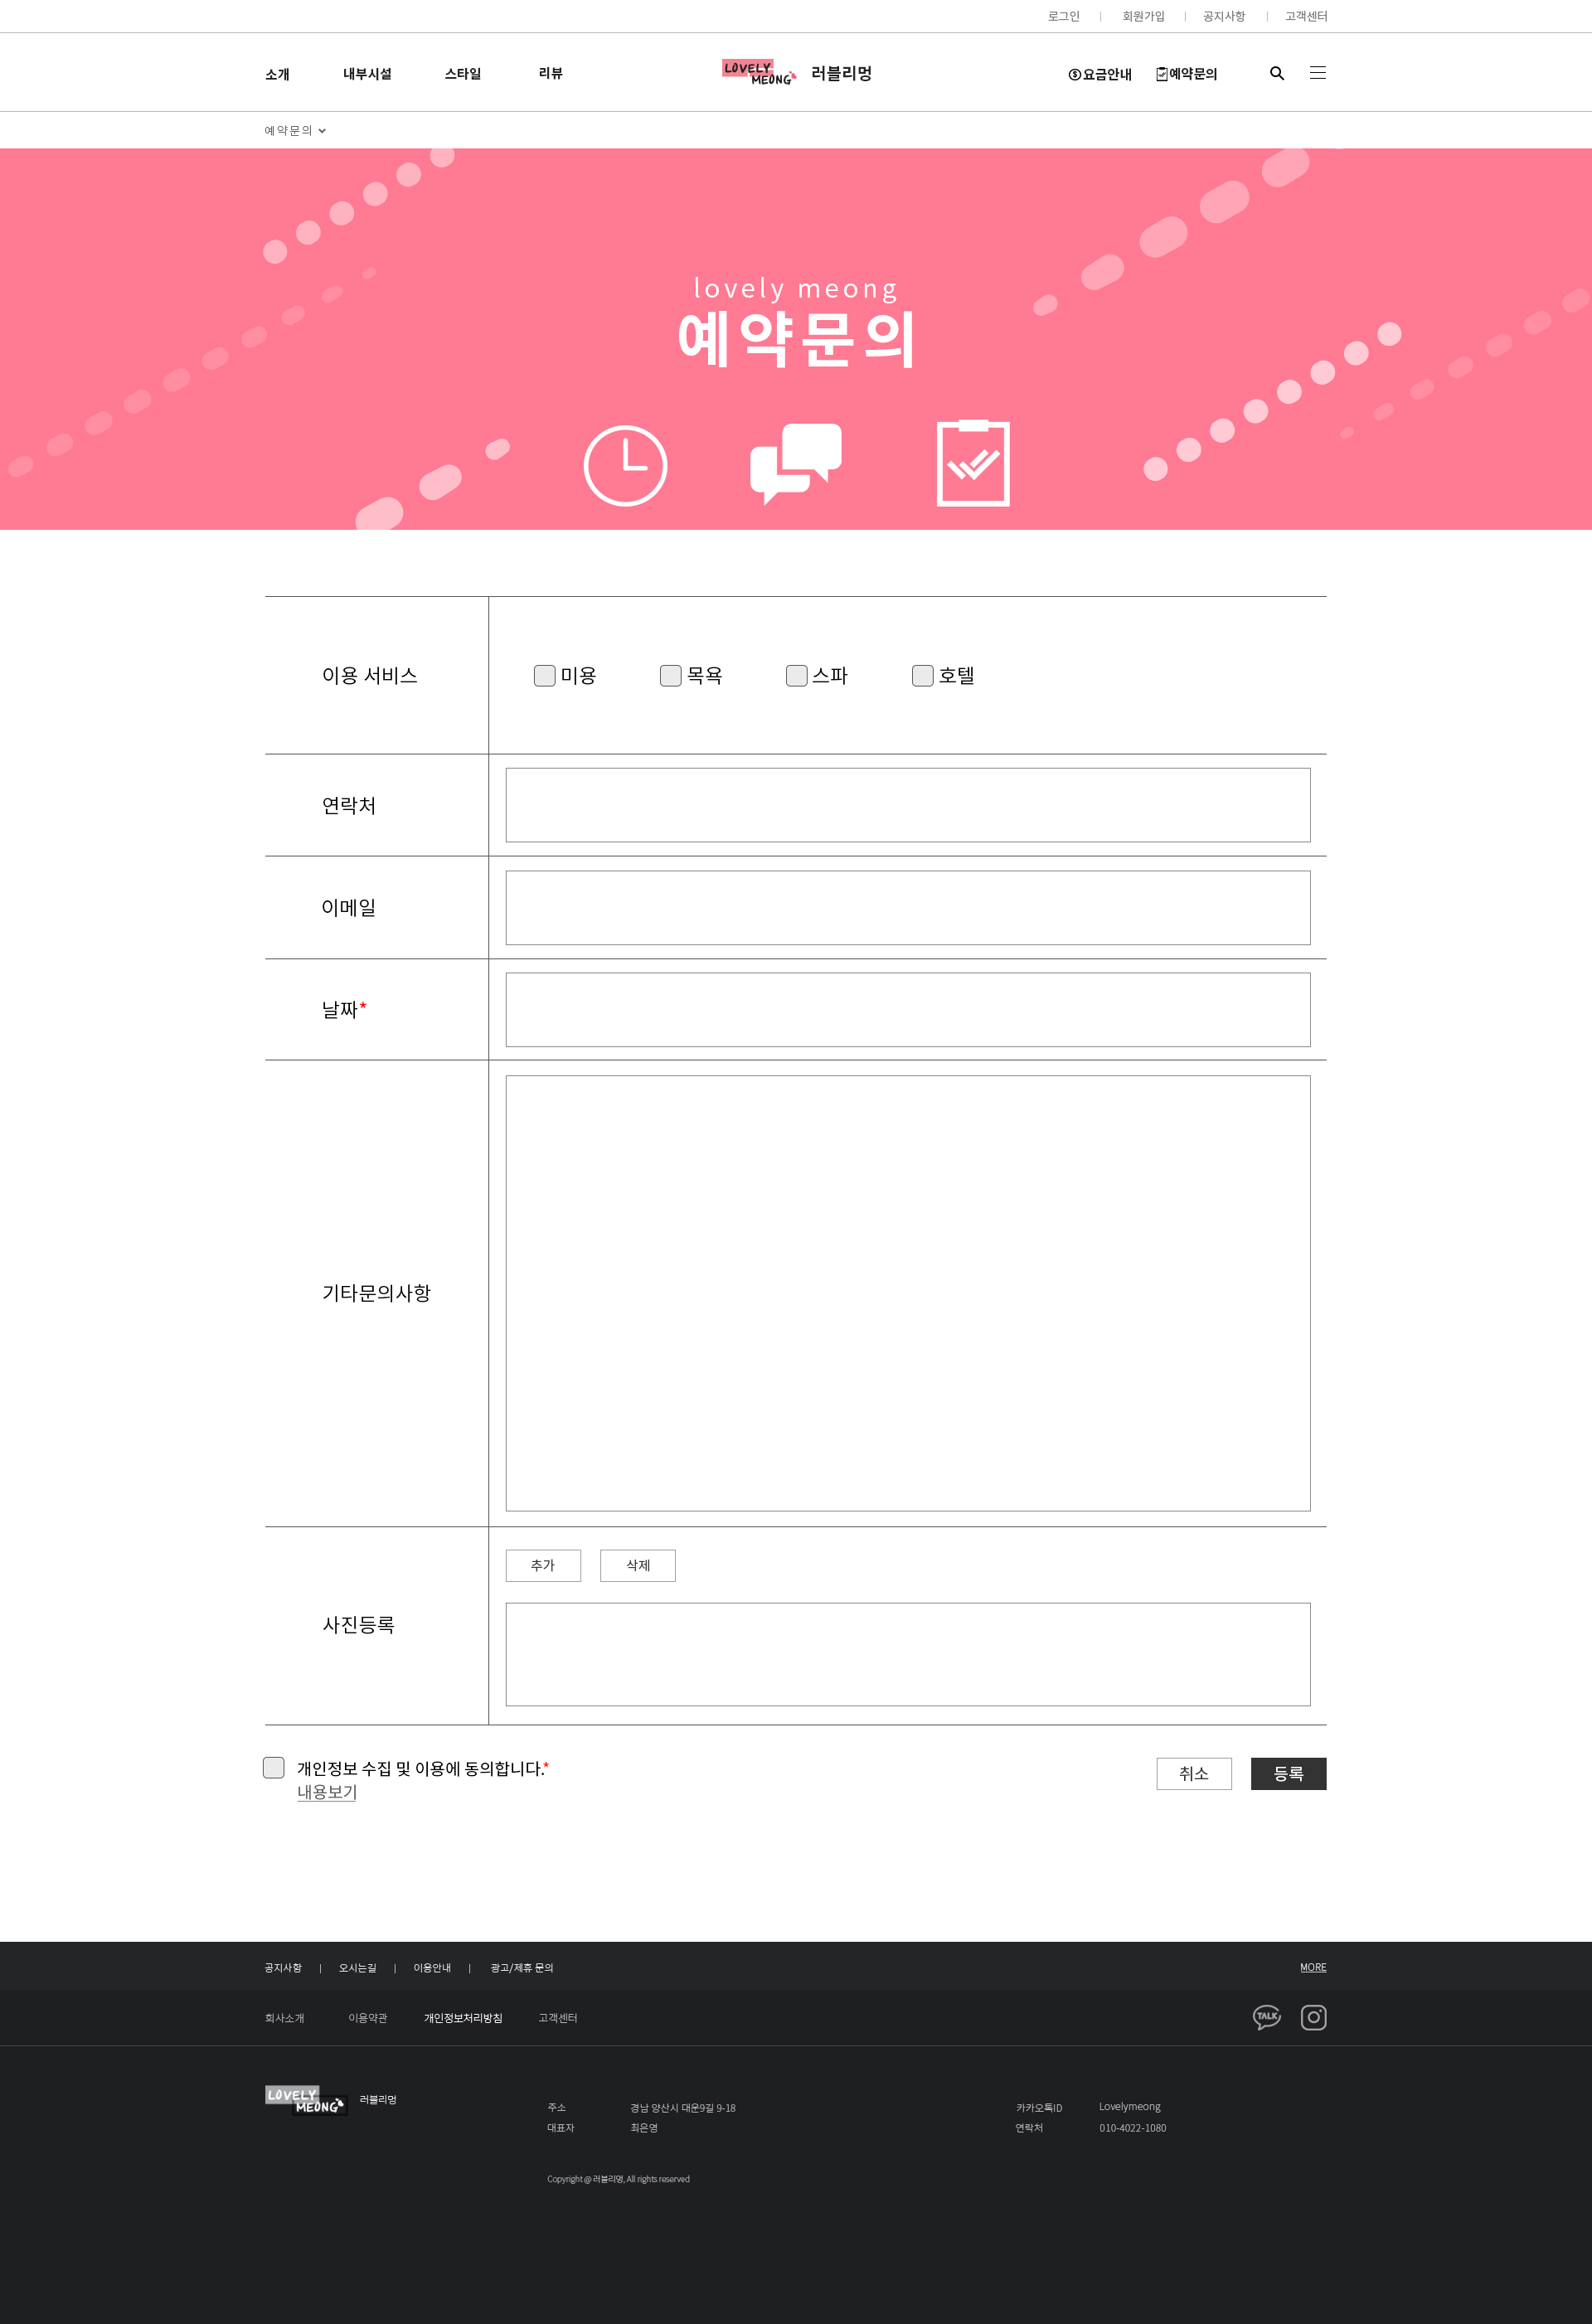 로그인 | 회원가입 | 공지사항 | 고객센터
소개 내부시설 스타일 리뷰 LOVELY MEONG 러블리멍 요금안내 예약문의
예약문의
lovely meong
예약문의
이용 서비스 미용 목욕 스파 호텔
연락처
이메일
날짜*
기타문의사항
추가 삭제
사진등록
개인정보 수집 및 이용에 동의합니다.*
내용보기
취소 등록
공지사항 | 오시는길 | 이용안내 | 광고/제휴 문의 MORE
회사소개 이용약관 개인정보처리방침 고객센터 TALK
LOVELY MEONG 러블리멍
주소 경남 양산시 대운9길 9-18 카카오톡ID Lovelymeong
대표자 최은영 연락처 010-4022-1080
Copyright @ 러블리멍, All rights reserved